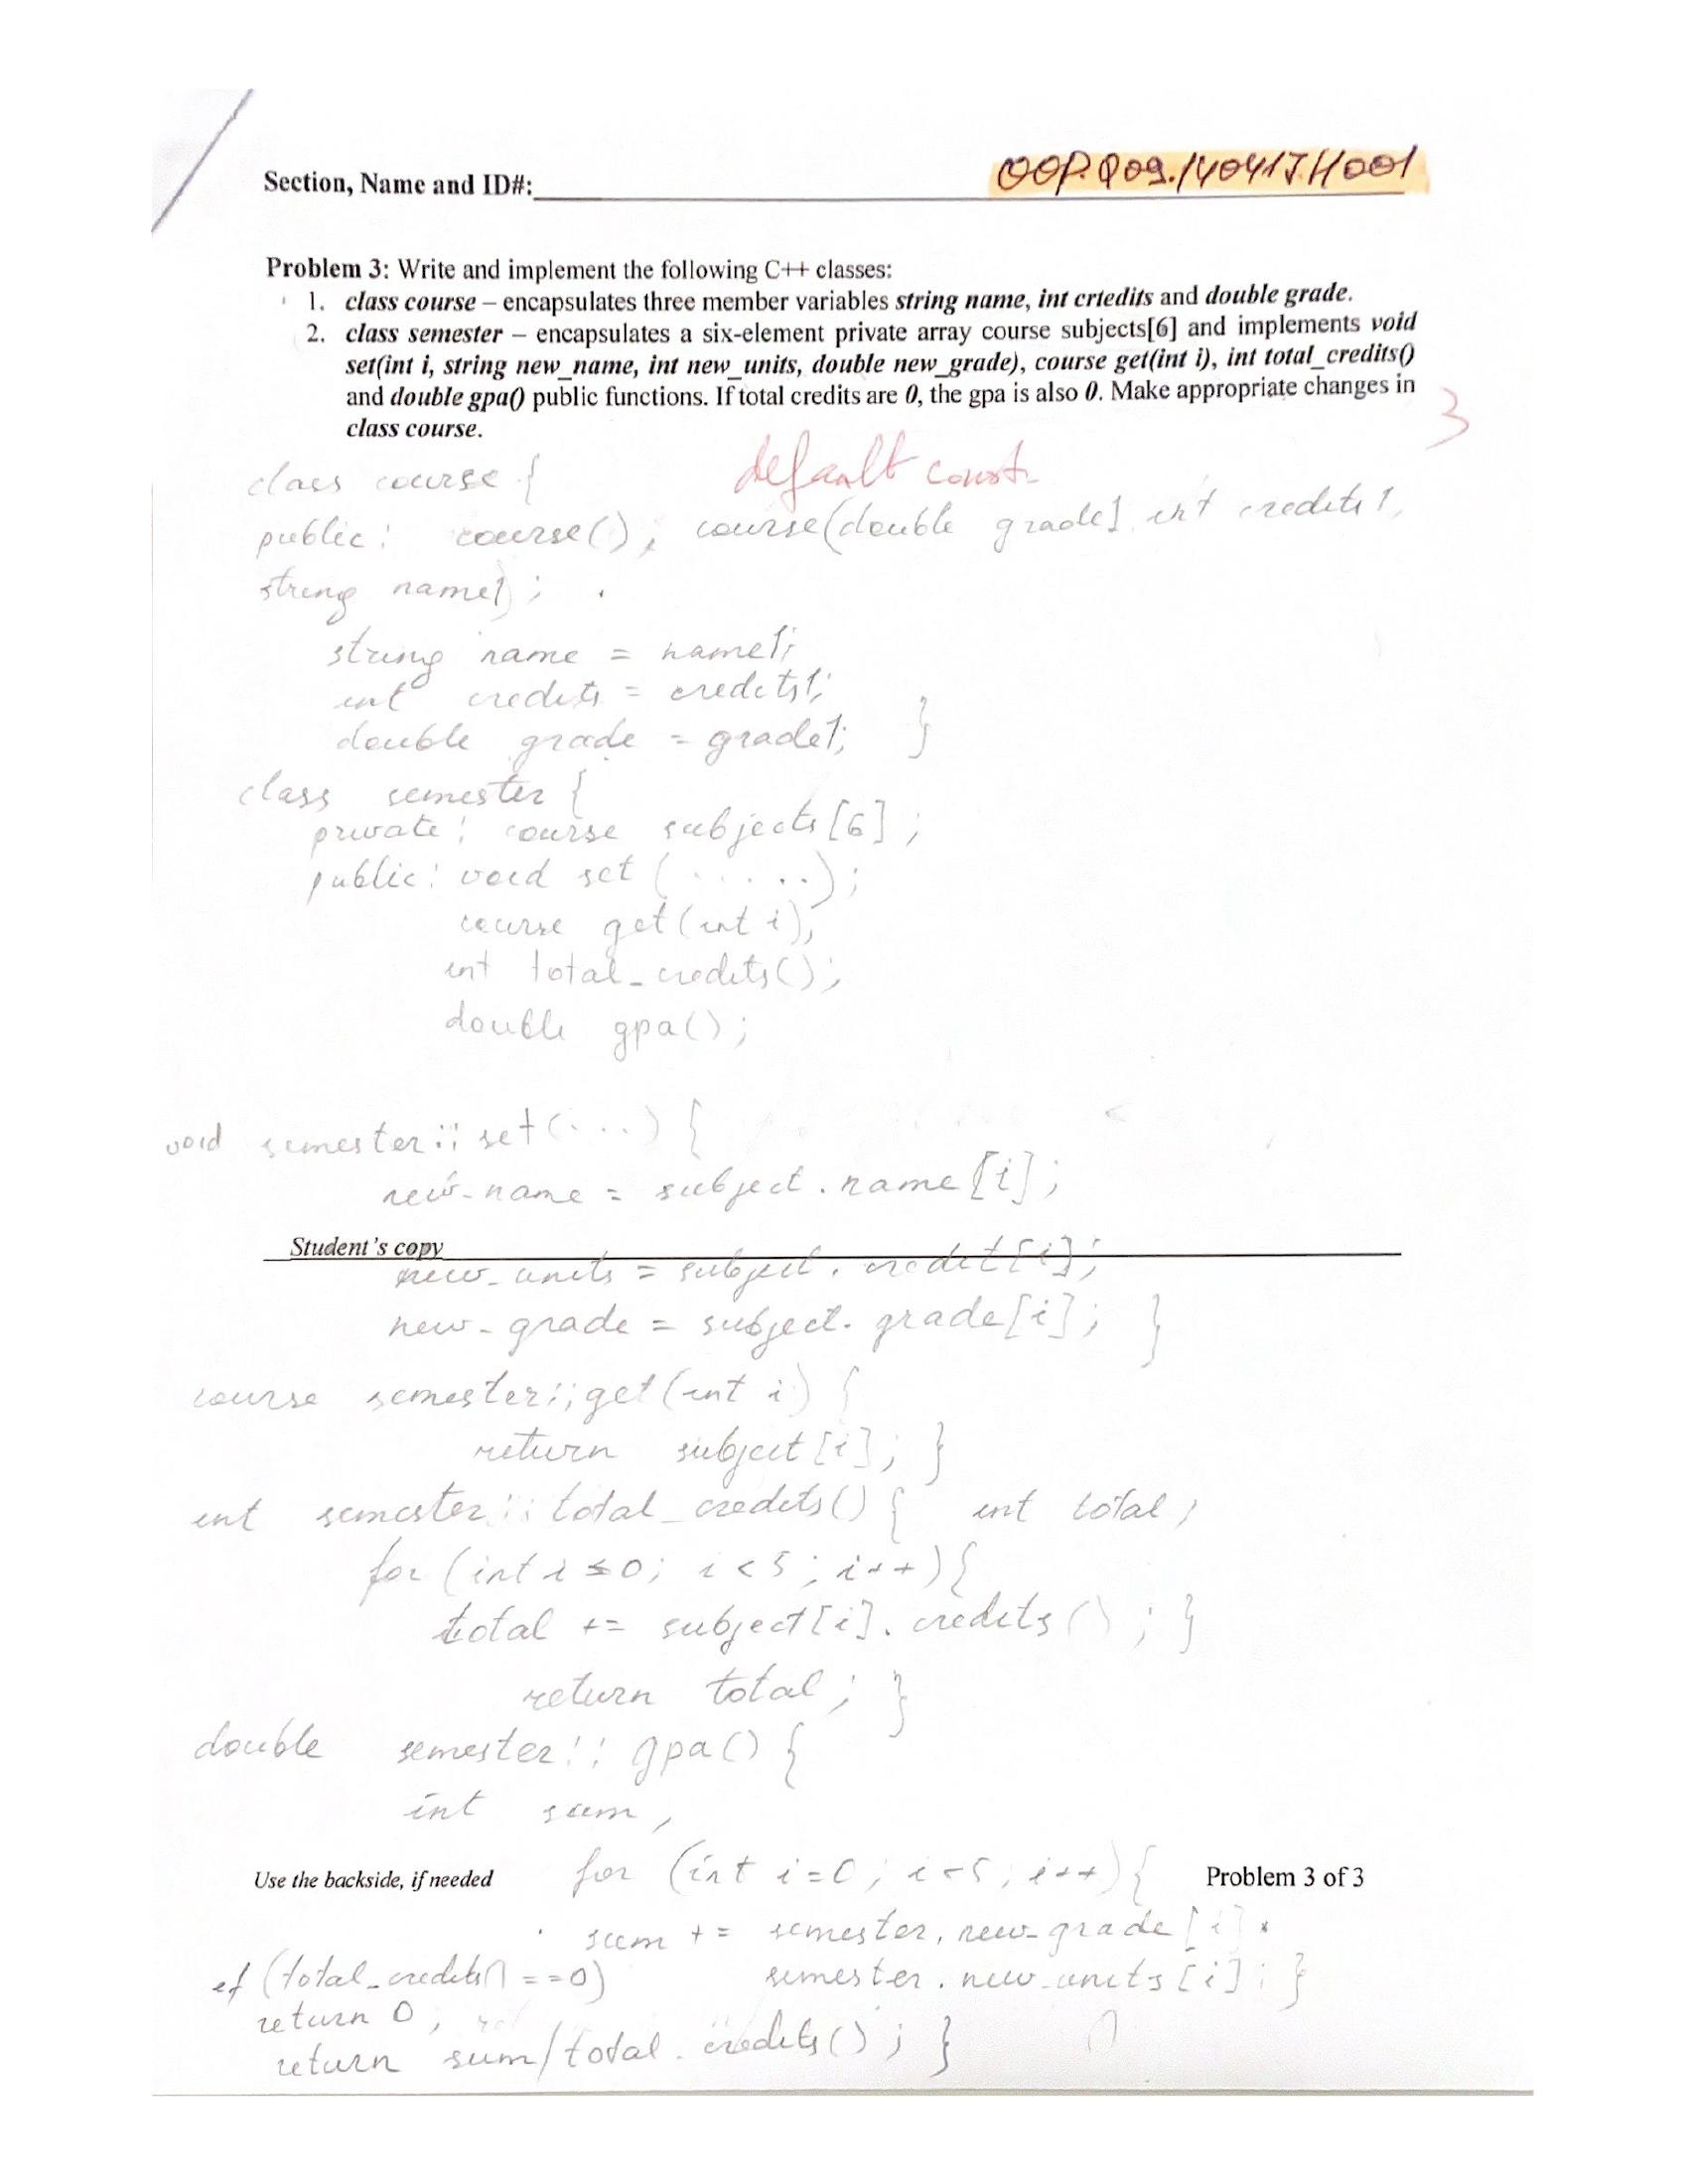 Section, Name and ID#: OOP.Q09.140417.H001
Problem 3: Write and implement the following C++ classes:
1. class course – encapsulates three member variables string name, int crtedits and double grade.
2. class semester – encapsulates a six-element private array course subjects[6] and implements void
set(int i, string new_name, int new_units, double new_grade), course get(int i), int total_credits()
and double gpa() public functions. If total credits are 0, the gpa is also 0. Make appropriate changes in
class course.
3
default const.
class course {
public: course(); course(double grade1, int credits1,
string name1);
string name = name1;
int credits = credits1;
double grade = grade1; }
class semester {
private: course subjects[6];
public: void set (.....);
course get(int i);
int total_credits();
double gpa();
void semester::set(...) {
new_name = subject.name[i];
Student's copy
new_units = subject.credit[i];
new_grade = subject.grade[i]; }
course semester::get(int i) {
return subject[i]; }
int semester::total_credits() { int total;
for (int i=0; i<5; i++){
total += subject[i].credits(); }
return total; }
double semester::gpa() {
int sum,
for (int i=0; i<5; i++){
Use the backside, if needed
Problem 3 of 3
sum += semester.new_grade[i] *
semester.new_units[i]; }
if (total_credits() ==0)
return 0,
return sum/total_credits(); }